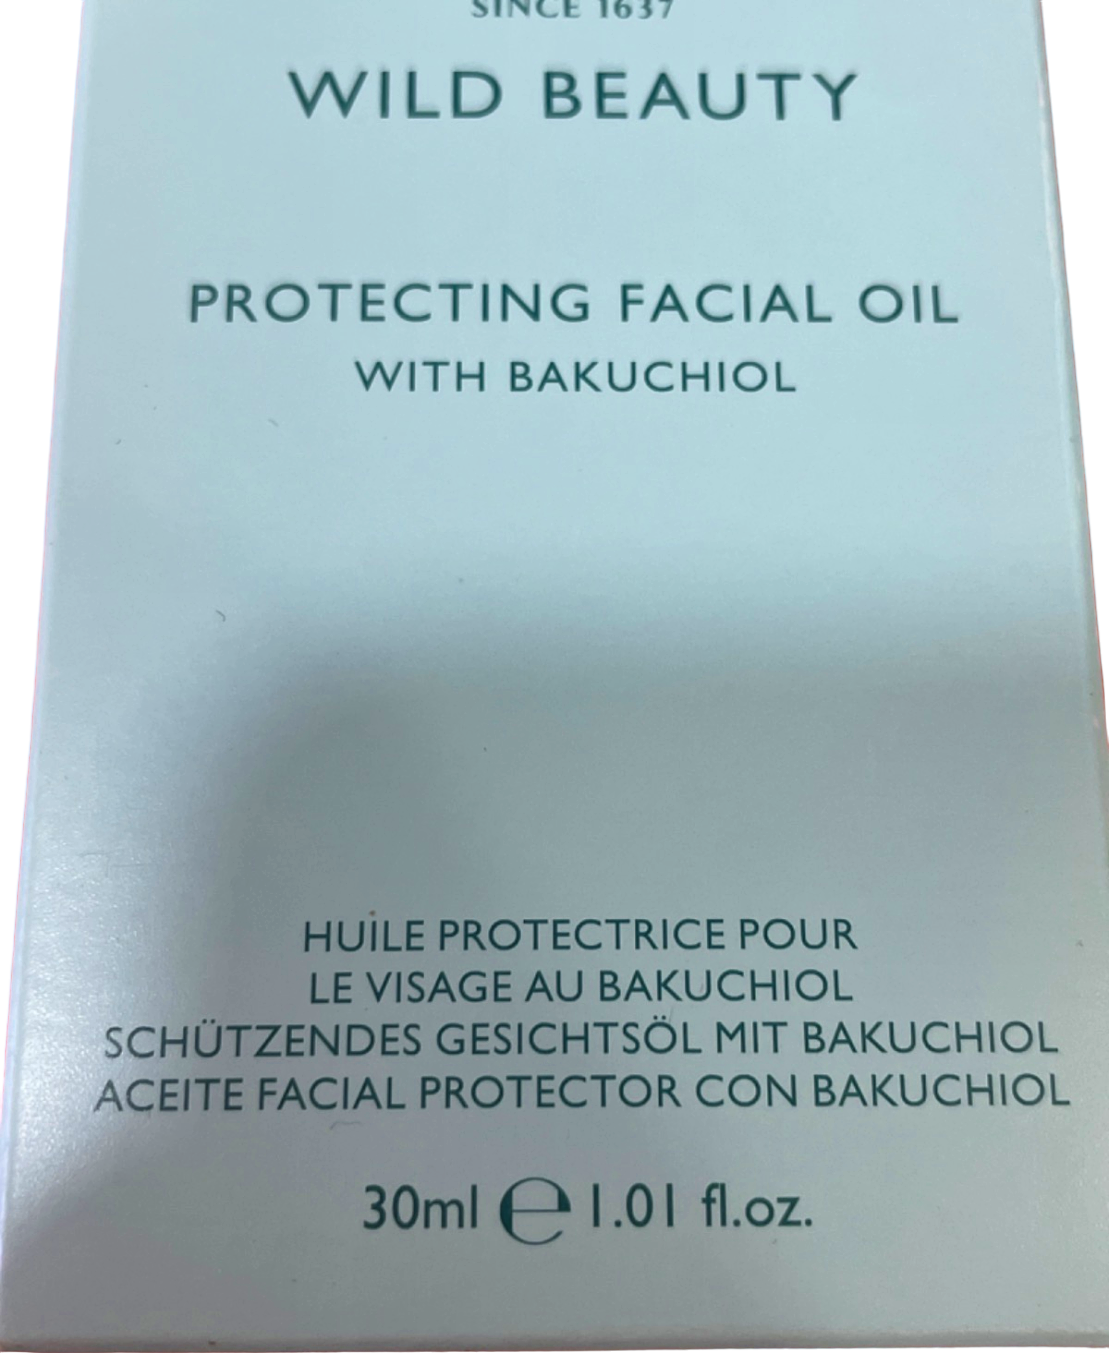 SINCE 1637
WILD BEAUTY
PROTECTING FACIAL OIL
WITH BAKUCHIOL
HUILE PROTECTRICE POUR
LE VISAGE AU BAKUCHIOL
SCHÜTZENDES GESICHTSÖL MIT BAKUCHIOL
ACEITE FACIAL PROTECTOR CON BAKUCHIOL
30ml ℮ 1.01 fl.oz.